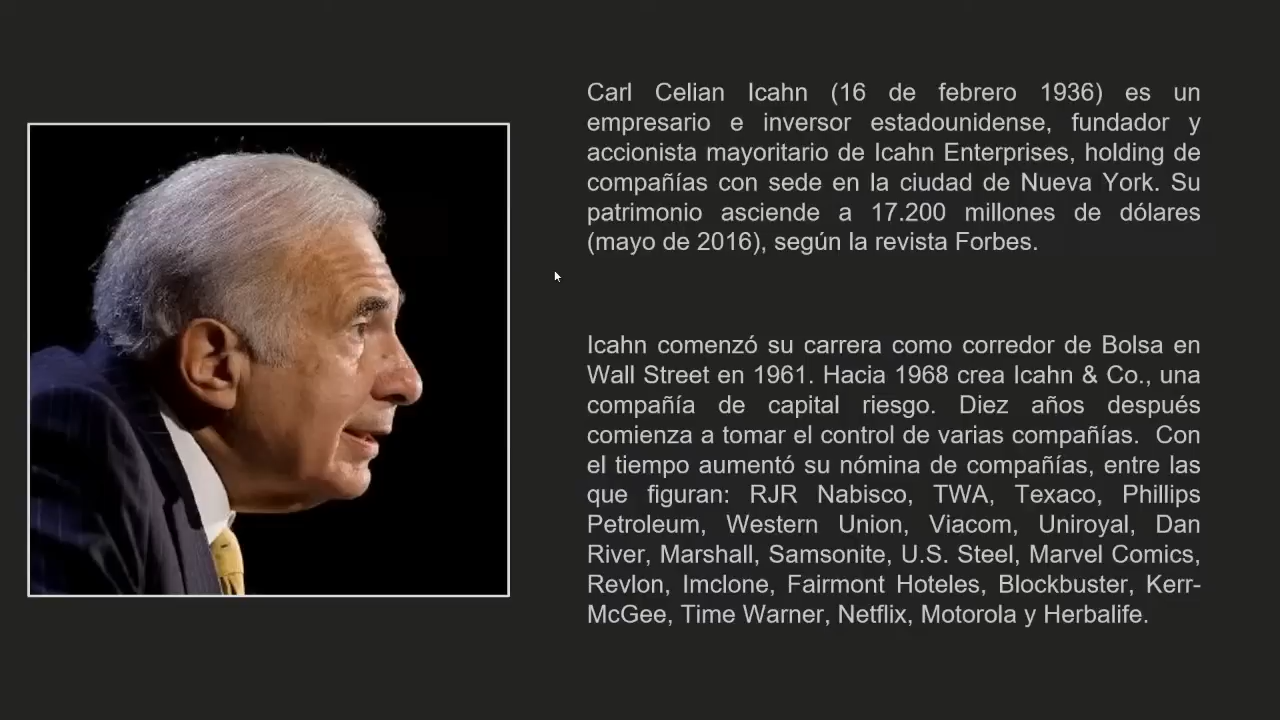 Carl Celian Icahn (16 de febrero 1936) es un
empresario e inversor estadounidense, fundador y
accionista mayoritario de Icahn Enterprises, holding de
compañías con sede en la ciudad de Nueva York. Su
patrimonio asciende a 17.200 millones de dólares
(mayo de 2016), según la revista Forbes.
Icahn comenzó su carrera como corredor de Bolsa en
Wall Street en 1961. Hacia 1968 crea Icahn & Co., una
compañía de capital riesgo. Diez años después
comienza a tomar el control de varias compañías. Con
el tiempo aumentó su nómina de compañías, entre las
que figuran: RJR Nabisco, TWA, Texaco, Phillips
Petroleum, Western Union, Viacom, Uniroyal, Dan
River, Marshall, Samsonite, U.S. Steel, Marvel Comics,
Revlon, Imclone, Fairmont Hoteles, Blockbuster, Kerr-
McGee, Time Warner, Netflix, Motorola y Herbalife.